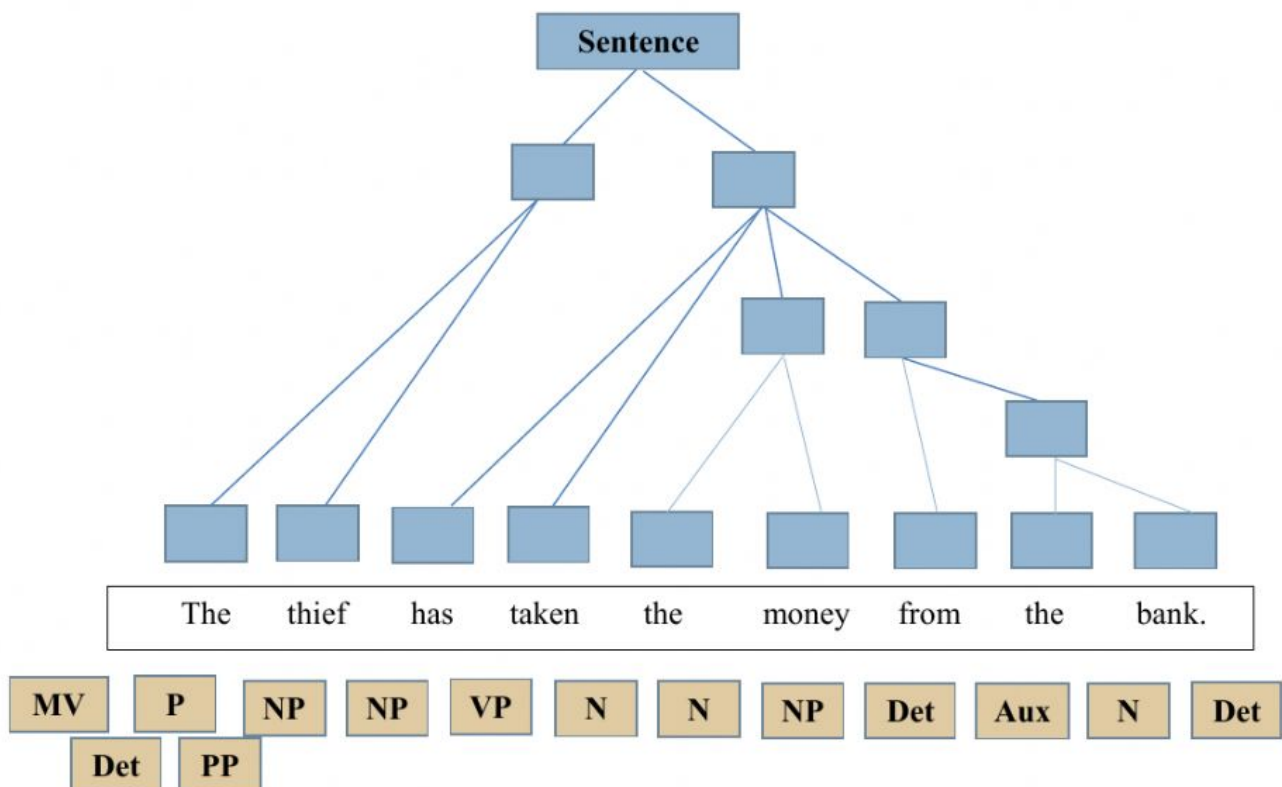 Sentence
The thief has taken the money from the bank.
MV P NP NP VP N N NP Det Aux N Det
Det PP